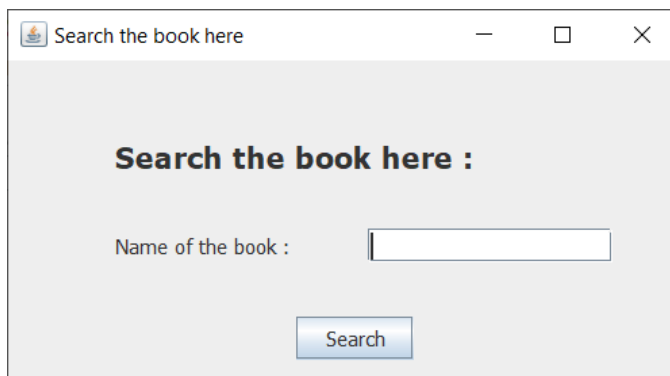 Search the book here
Search the book here :
Name of the book :
Search